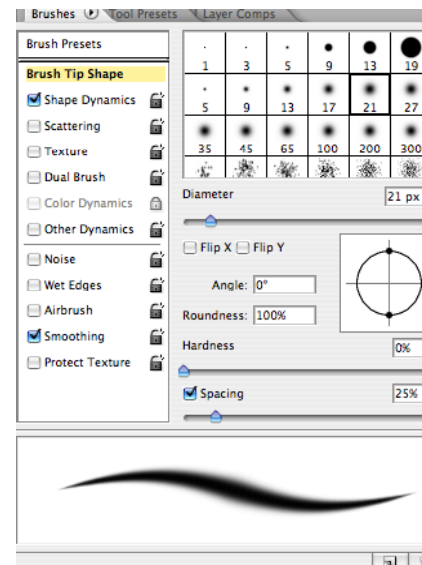 Brushes Tool Presets Layer Comps
Brush Presets
Brush Tip Shape
Shape Dynamics
Scattering
Texture
Dual Brush
Color Dynamics
Other Dynamics
Noise
Wet Edges
Airbrush
Smoothing
Protect Texture
1 3 5 9 13 19
5 9 13 17 21 27
35 45 65 100 200 300
Diameter 21 px
Flip X Flip Y
Angle: 0°
Roundness: 100%
Hardness 0%
Spacing 25%